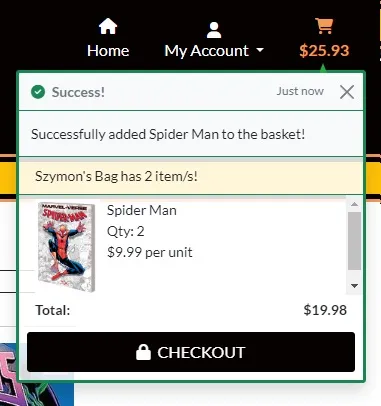 Home
My Account
$25.93
Success!
Just now
Successfully added Spider Man to the basket!
Szymon's Bag has 2 item/s!
MARVEL-VERSE
SPIDER-MAN
Spider Man
Qty: 2
$9.99 per unit
Total:
$19.98
CHECKOUT